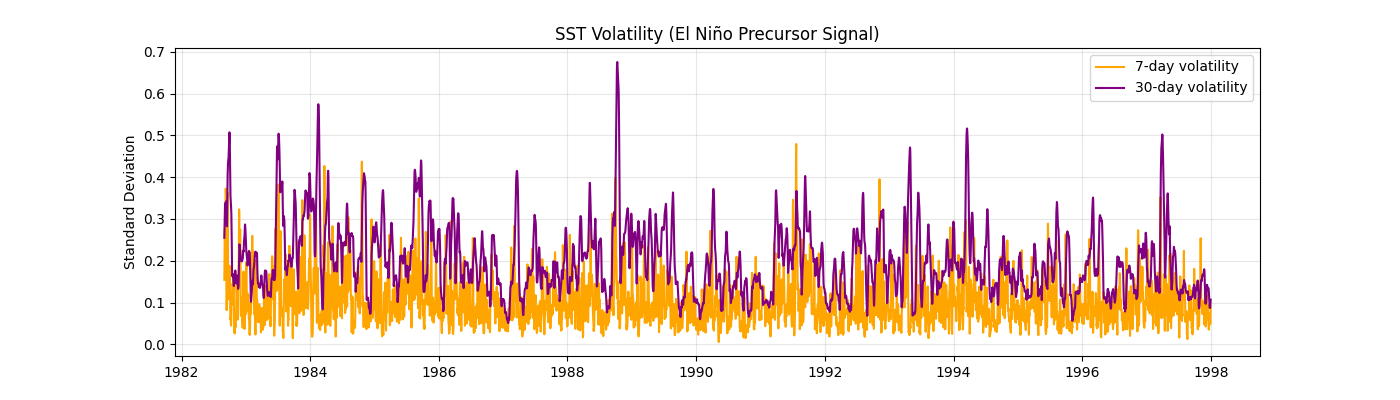 SST Volatility (El Niño Precursor Signal)
Standard Deviation
0.7
0.6
0.5
0.4
0.3
0.2
0.1
0.0
7-day volatility
30-day volatility
1982 1984 1986 1988 1990 1992 1994 1996 1998